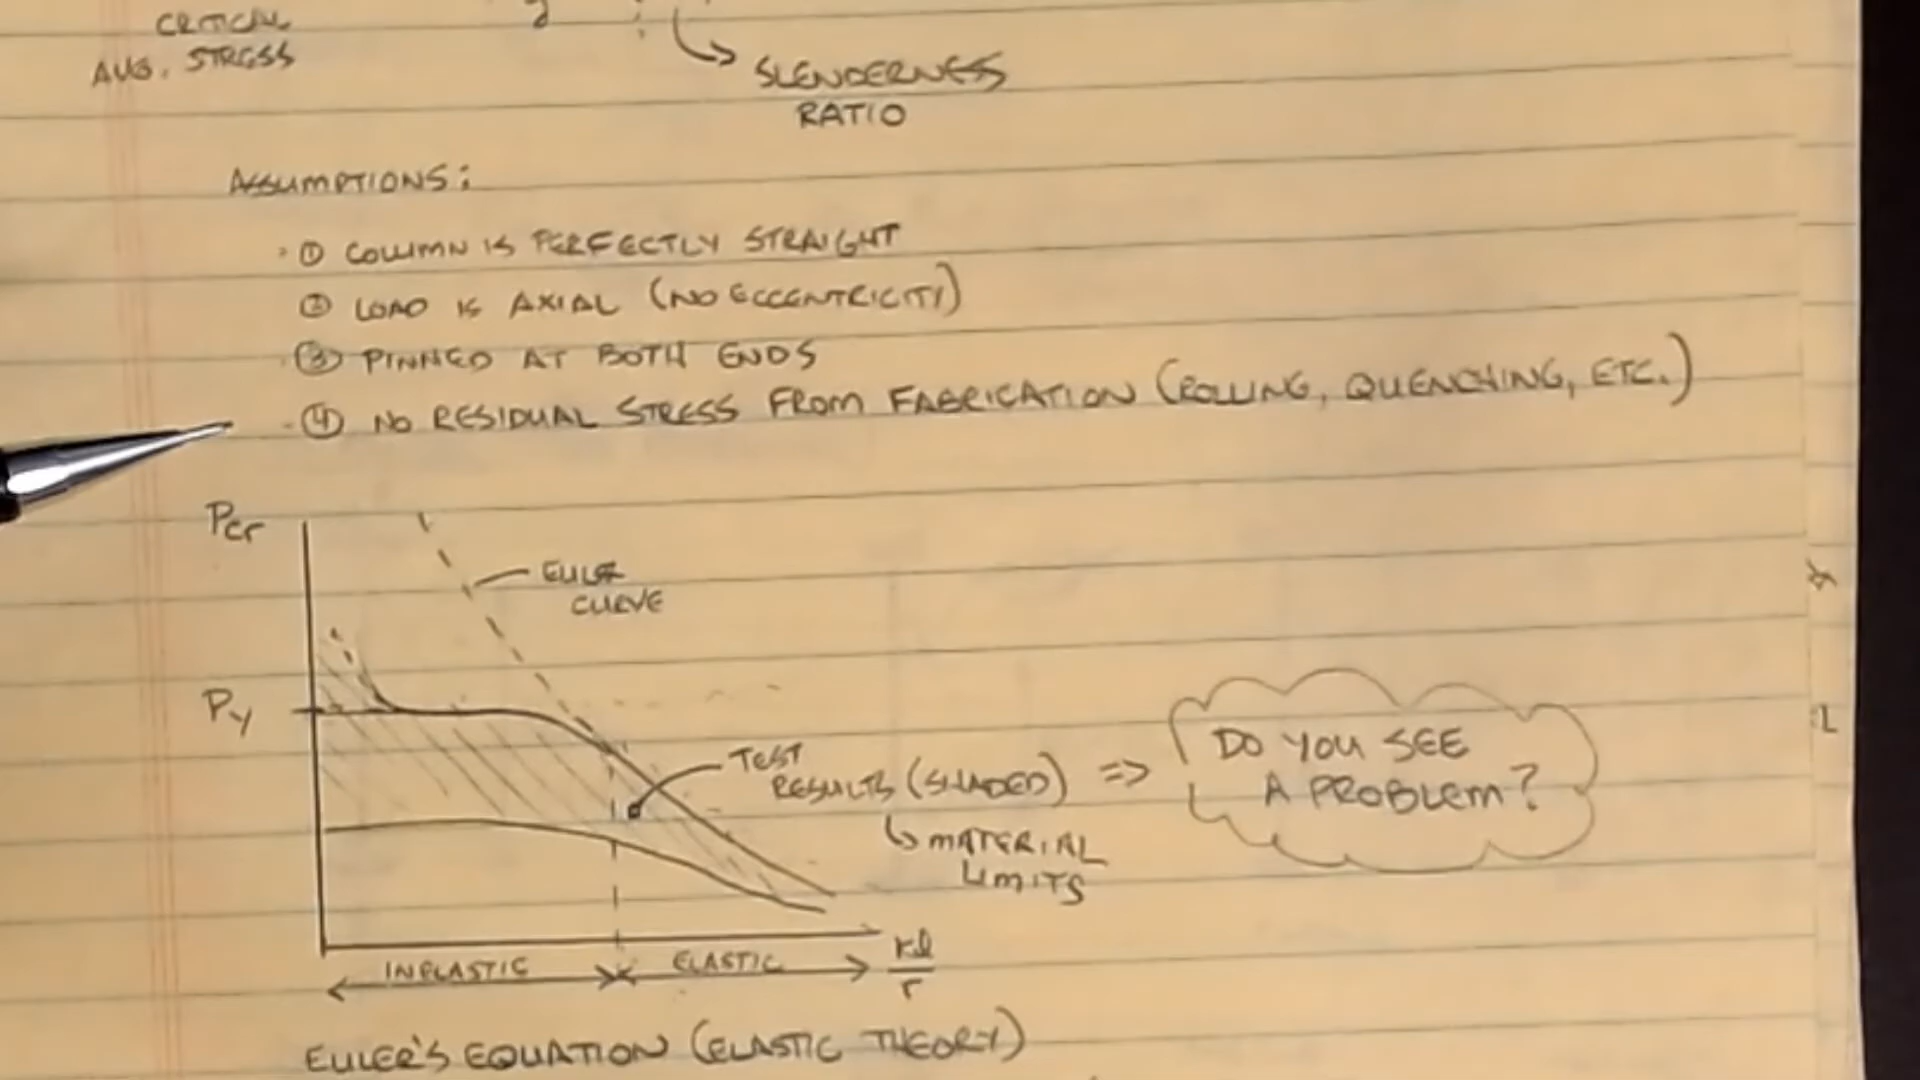 CRITICAL
AVG. STRESS
SLENDERNESS
RATIO
ASSUMPTIONS:
① COLUMN IS PERFECTLY STRAIGHT
② LOAD IS AXIAL (NO ECCENTRICITY)
③ PINNED AT BOTH ENDS
④ NO RESIDUAL STRESS FROM FABRICATION (ROLLING, QUENCHING, ETC.)
Pcr
EULER
CURVE
Py
TEST
RESULTS (SHADED) ⇒
↳ MATERIAL
LIMITS
DO YOU SEE
A PROBLEM?
INELASTIC
ELASTIC
kl
r
EULER'S EQUATION (ELASTIC THEORY)